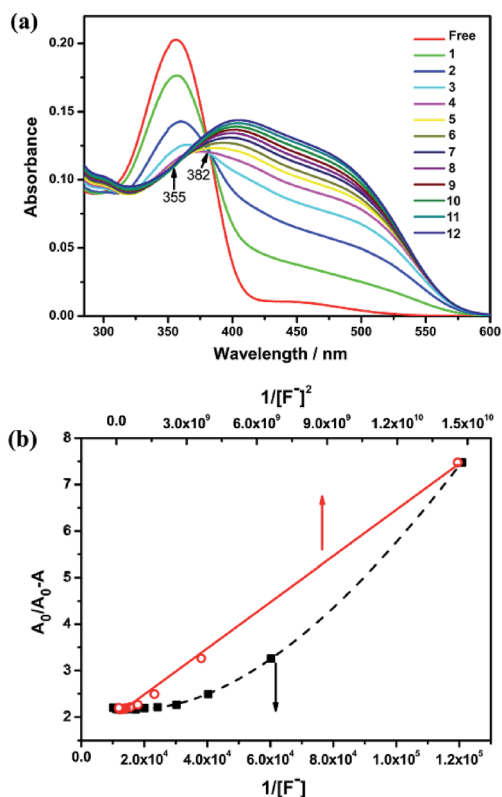 (a)
Absorbance
0.20
0.15
0.10
0.05
0.00
355
382
Free
1
2
3
4
5
6
7
8
9
10
11
12
300 350 400 450 500 550 600
Wavelength / nm
(b)
1/[F⁻]²
0.0 3.0x10⁹ 6.0x10⁹ 9.0x10⁹ 1.2x10¹⁰ 1.5x10¹⁰
A₀/A₀-A
8
7
6
5
4
3
2
0.0 2.0x10⁴ 4.0x10⁴ 6.0x10⁴ 8.0x10⁴ 1.0x10⁵ 1.2x10⁵
1/[F⁻]